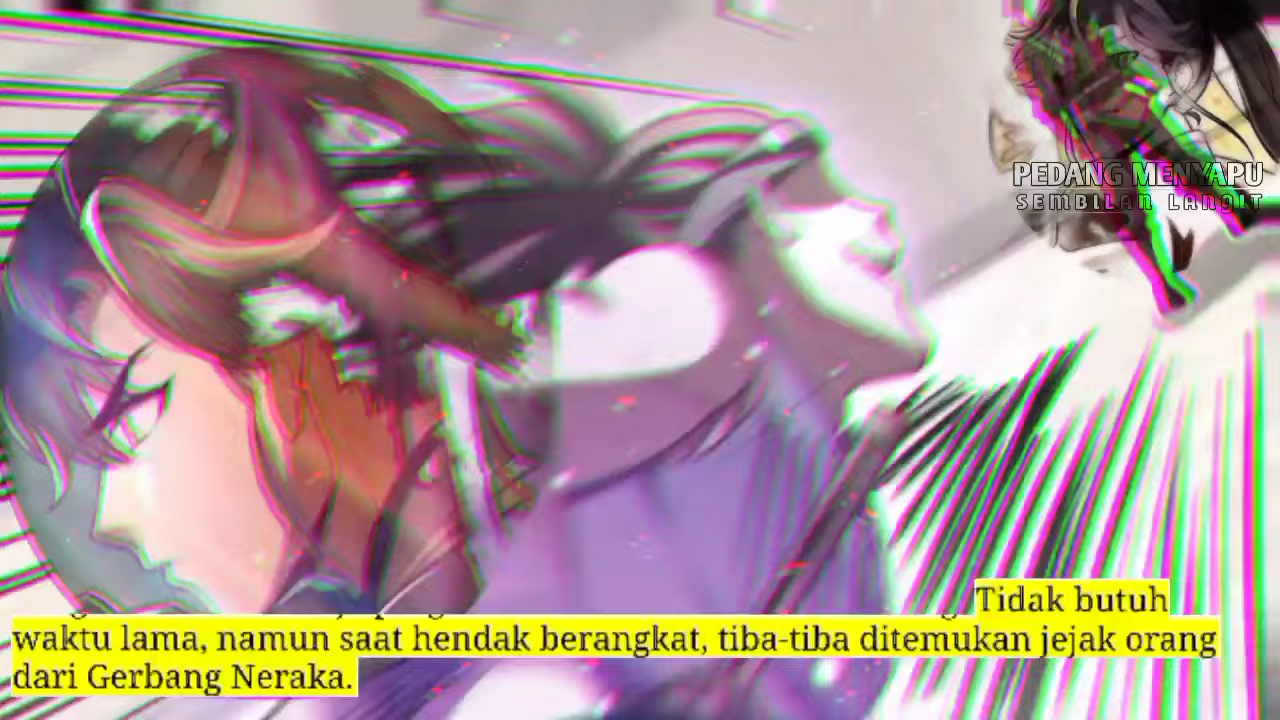 PEDANG MENYAPU
SEMBILAN LANGIT
Tidak butuh
waktu lama, namun saat hendak berangkat, tiba-tiba ditemukan jejak orang
dari Gerbang Neraka.